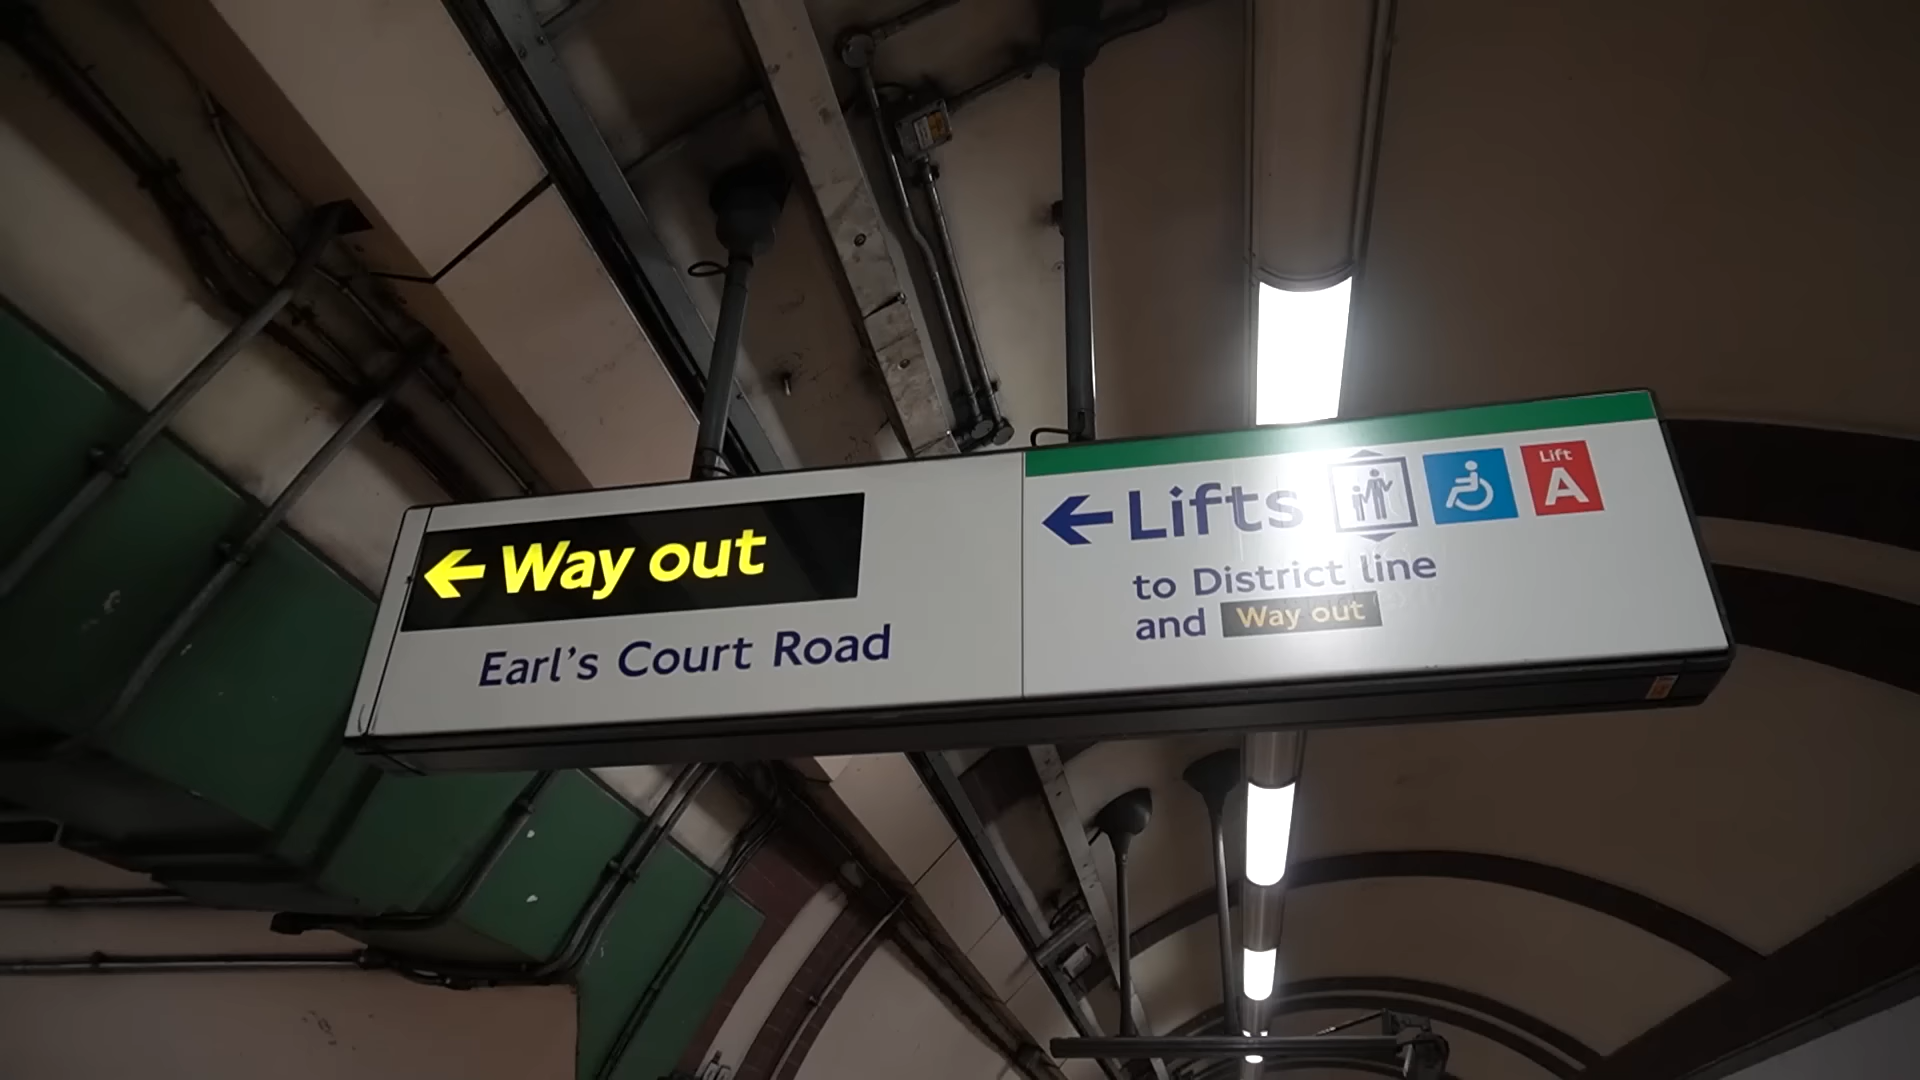 Way out
Earl's Court Road
Lifts
Lift
A
to District line
and Way out